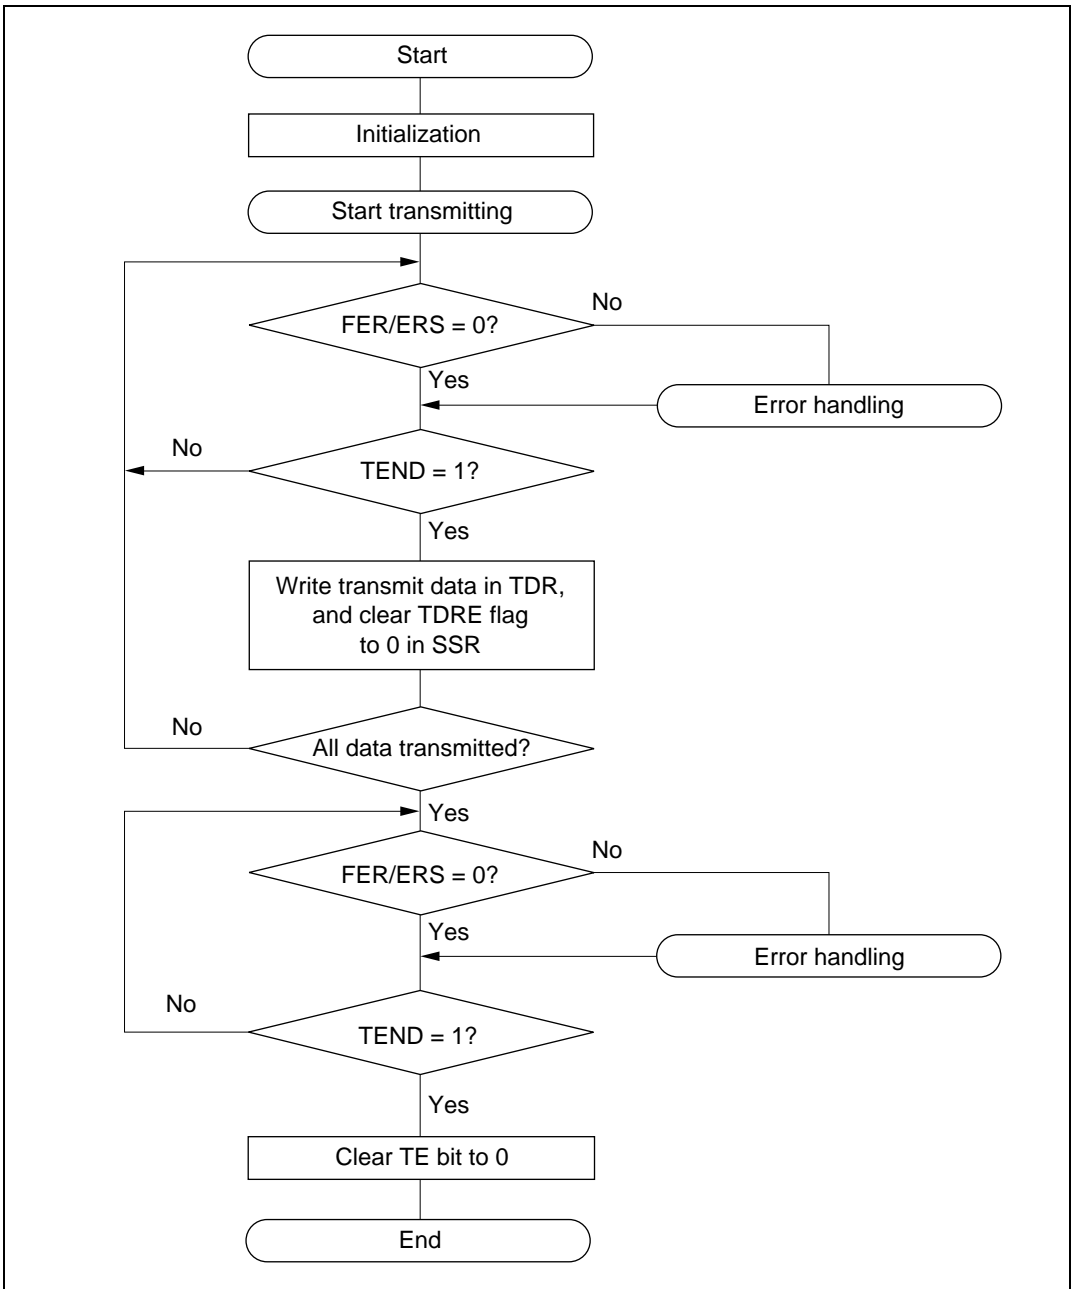 Start
Initialization
Start transmitting
FER/ERS = 0?
No
Yes
Error handling
No
TEND = 1?
Yes
Write transmit data in TDR,
and clear TDRE flag
to 0 in SSR
No
All data transmitted?
Yes
FER/ERS = 0?
No
Yes
Error handling
No
TEND = 1?
Yes
Clear TE bit to 0
End